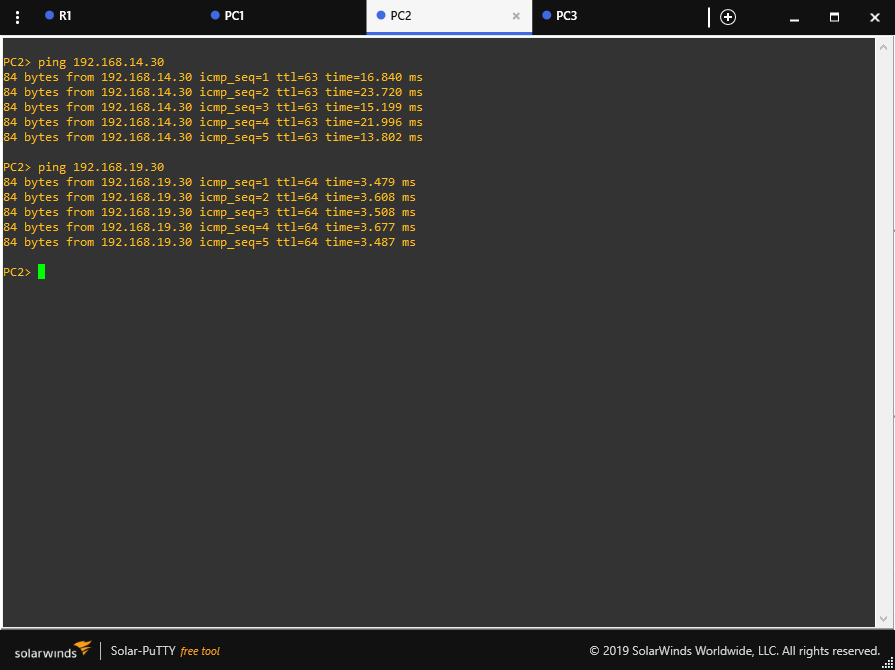 R1 PC1 PC2 PC3
PC2> ping 192.168.14.30
84 bytes from 192.168.14.30 icmp_seq=1 ttl=63 time=16.840 ms
84 bytes from 192.168.14.30 icmp_seq=2 ttl=63 time=23.720 ms
84 bytes from 192.168.14.30 icmp_seq=3 ttl=63 time=15.199 ms
84 bytes from 192.168.14.30 icmp_seq=4 ttl=63 time=21.996 ms
84 bytes from 192.168.14.30 icmp_seq=5 ttl=63 time=13.802 ms
PC2> ping 192.168.19.30
84 bytes from 192.168.19.30 icmp_seq=1 ttl=64 time=3.479 ms
84 bytes from 192.168.19.30 icmp_seq=2 ttl=64 time=3.608 ms
84 bytes from 192.168.19.30 icmp_seq=3 ttl=64 time=3.508 ms
84 bytes from 192.168.19.30 icmp_seq=4 ttl=64 time=3.677 ms
84 bytes from 192.168.19.30 icmp_seq=5 ttl=64 time=3.487 ms
PC2>
solarwinds Solar-PuTTY free tool © 2019 SolarWinds Worldwide, LLC. All rights reserved.